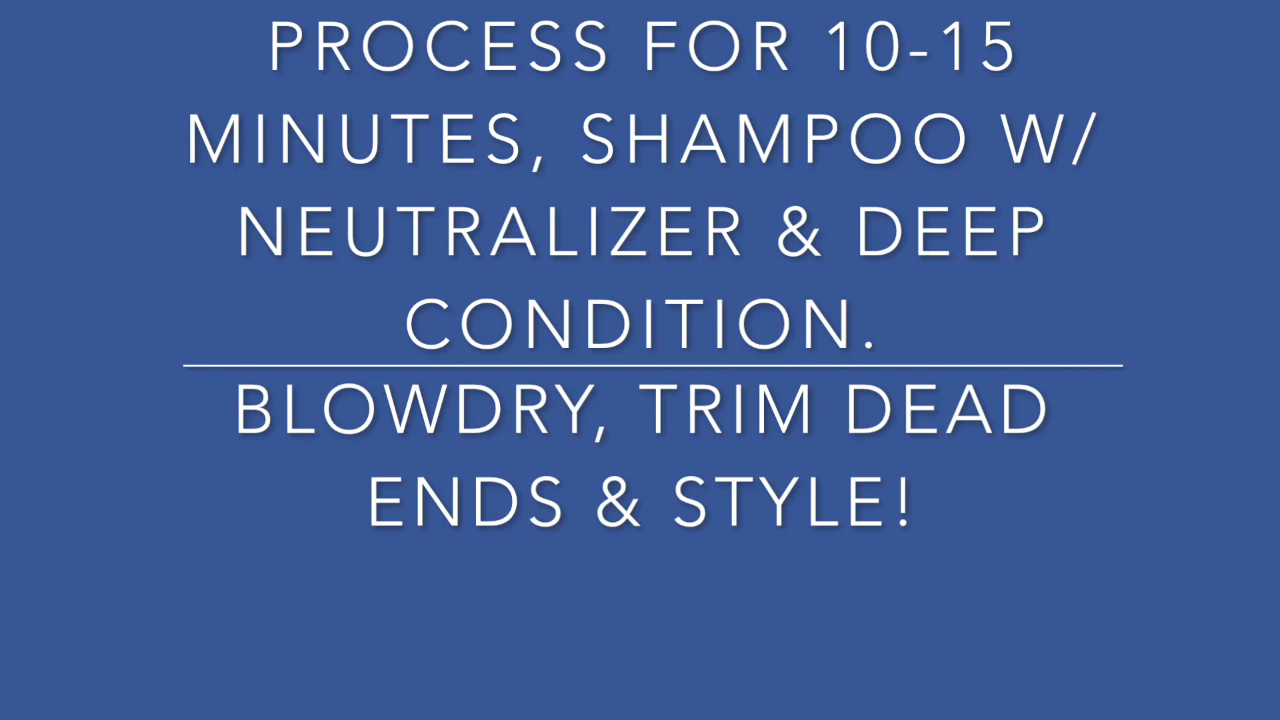 PROCESS FOR 10-15
MINUTES, SHAMPOO W/
NEUTRALIZER & DEEP
CONDITION.
BLOWDRY, TRIM DEAD
ENDS & STYLE!